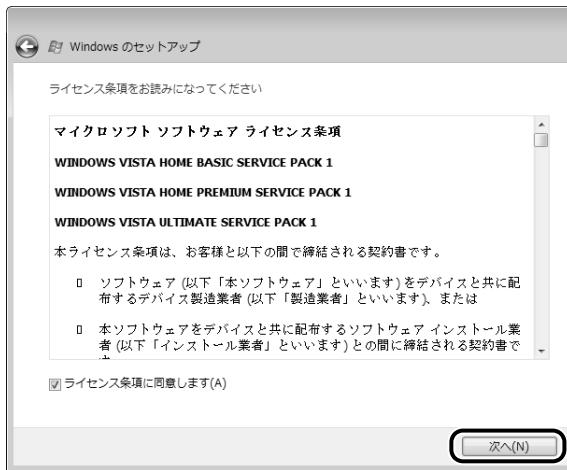 Windows のセットアップ
ライセンス条項をお読みになってください
マイクロソフト ソフトウェア ライセンス条項
WINDOWS VISTA HOME BASIC SERVICE PACK 1
WINDOWS VISTA HOME PREMIUM SERVICE PACK 1
WINDOWS VISTA ULTIMATE SERVICE PACK 1
本ライセンス条項は、お客様と以下の間で締結される契約書です。
ソフトウェア (以下「本ソフトウェア」といいます) をデバイスと共に配
布するデバイス製造業者 (以下「製造業者」といいます)、または
本ソフトウェアをデバイスと共に配布するソフトウェア インストール業
者 (以下「インストール業者」といいます) との間に締結される契約書で
ライセンス条項に同意します(A)
次へ(N)